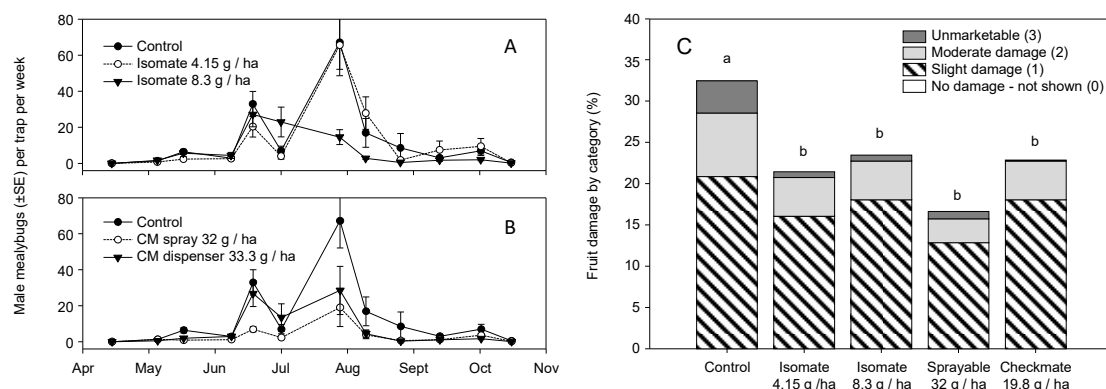 A
Control
Isomate 4.15 g / ha
Isomate 8.3 g / ha
80
60
40
20
0
B
Control
CM spray 32 g / ha
CM dispenser 33.3 g / ha
80
60
40
20
0
Male mealybugs (±SE) per trap per week
Apr May Jun Jul Aug Sept Oct Nov
C
Unmarketable (3)
Moderate damage (2)
Slight damage (1)
No damage - not shown (0)
Fruit damage by category (%)
40
35
30
25
20
15
10
5
0
a
b
b
b
b
Control Isomate Isomate Sprayable Checkmate
4.15 g /ha 8.3 g /ha 32 g / ha 19.8 g / ha